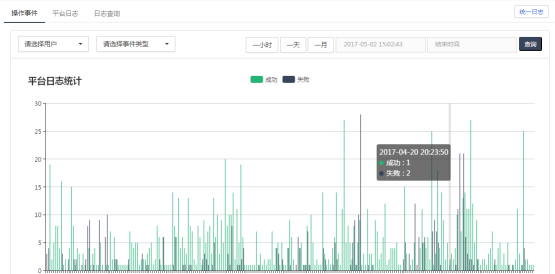 操作事件 平台日志 日志查询 统一日志
请选择用户 请选择事件类型 一小时 一天 一月 2017-05-02 15:02:43 结束时间 查询
平台日志统计 成功 失败
30
25
2017-04-20 20:23:50
成功：1
20
失败：2
15
10
5
0